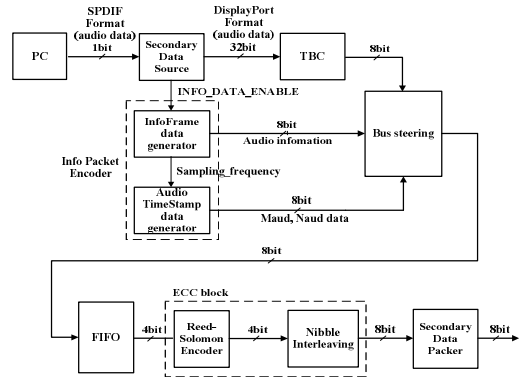 SPDIF
Format
(audio data)
1bit
DisplayPort
Format
(audio data)
32bit
PC
Secondary
Data
Source
TBC
8bit
INFO_DATA_ENABLE
InfoFrame
data
generator
8bit
Audio infomation
Bus steering
Info Packet
Encoder
Sampling_frequency
Audio
TimeStamp
data
generator
8bit
Maud, Naud data
8bit
ECC block
FIFO
4bit
Reed-
Solomon
Encoder
4bit
Nibble
Interleaving
8bit
Secondary
Data
Packer
8bit